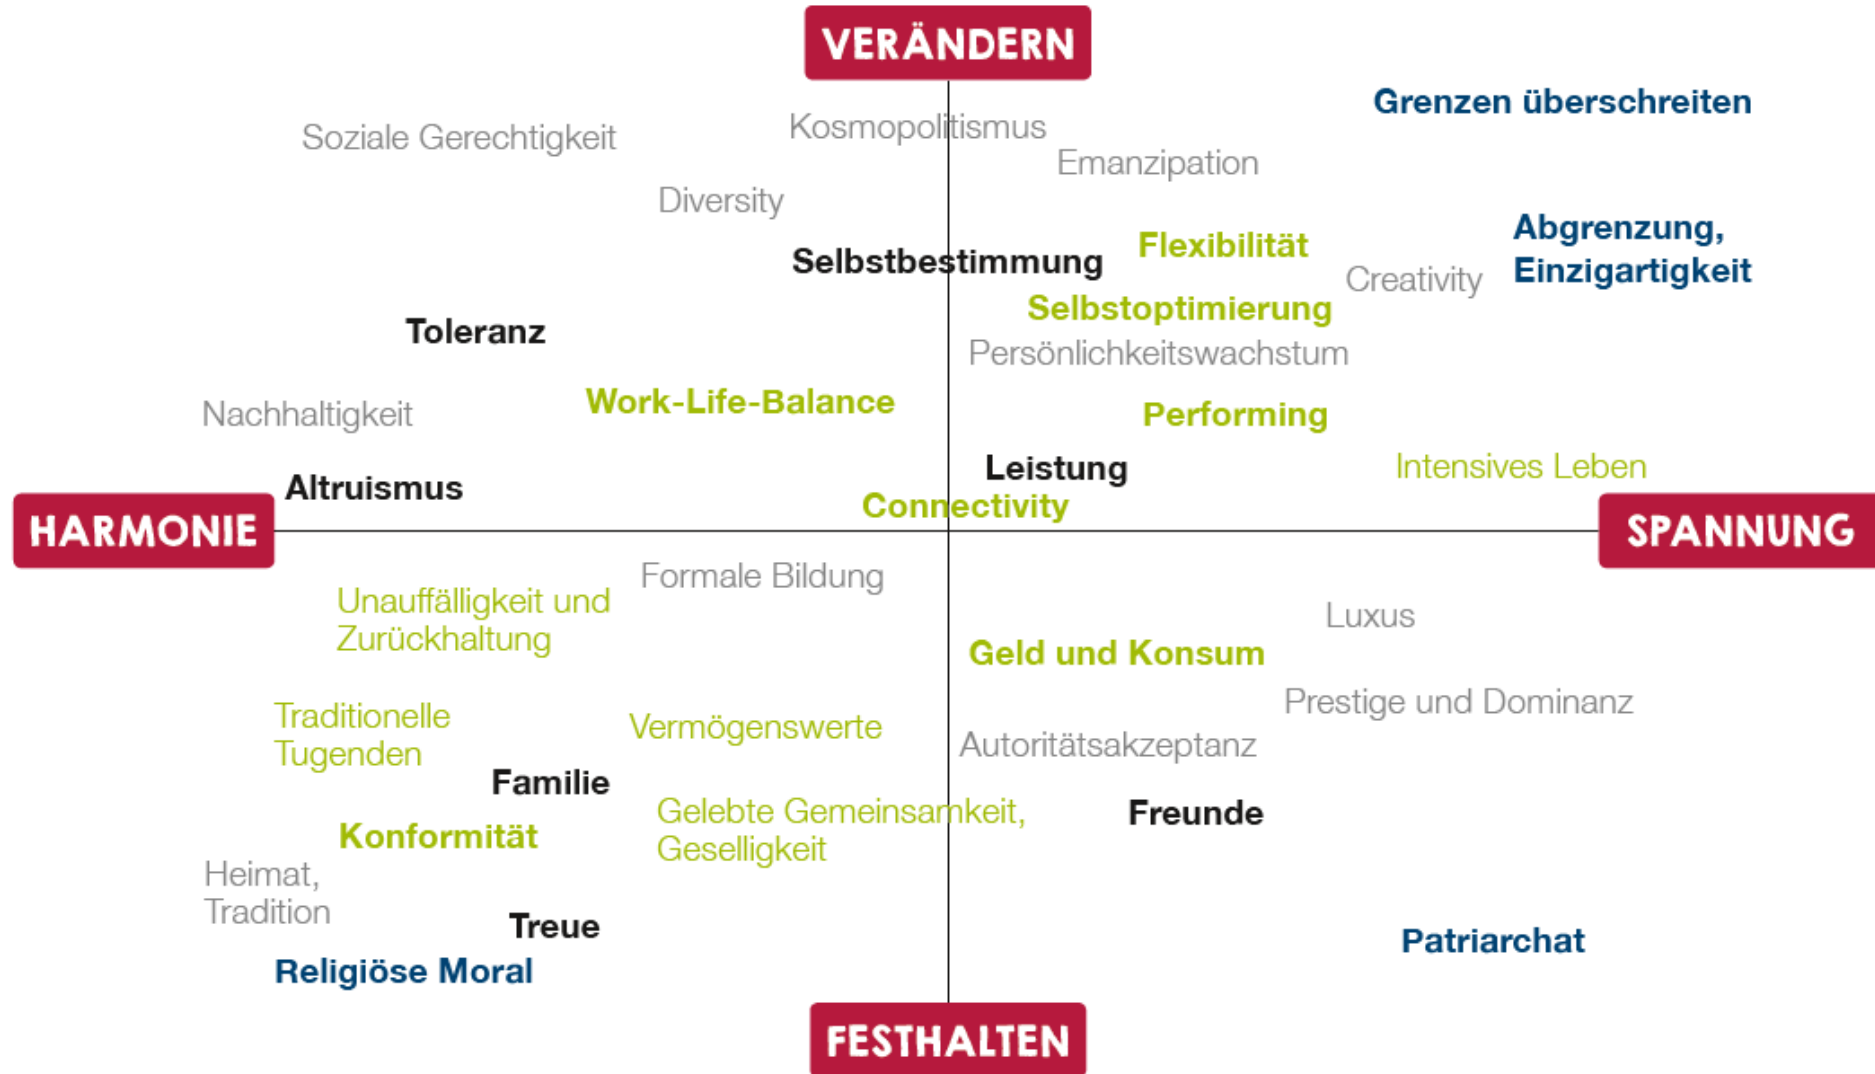 VERÄNDERN
Grenzen überschreiten
Kosmopolitismus
Soziale Gerechtigkeit
Emanzipation
Diversity
Abgrenzung,
Einzigartigkeit
Flexibilität
Selbstbestimmung
Creativity
Selbstoptimierung
Toleranz
Persönlichkeitswachstum
Work-Life-Balance
Nachhaltigkeit
Performing
Intensives Leben
Leistung
Altruismus
Connectivity
HARMONIE
SPANNUNG
Formale Bildung
Unauffälligkeit und
Zurückhaltung
Luxus
Geld und Konsum
Prestige und Dominanz
Traditionelle
Tugenden
Vermögenswerte
Autoritätsakzeptanz
Familie
Gelebte Gemeinsamkeit,
Geselligkeit
Freunde
Konformität
Heimat,
Tradition
Treue
Patriarchat
Religiöse Moral
FESTHALTEN